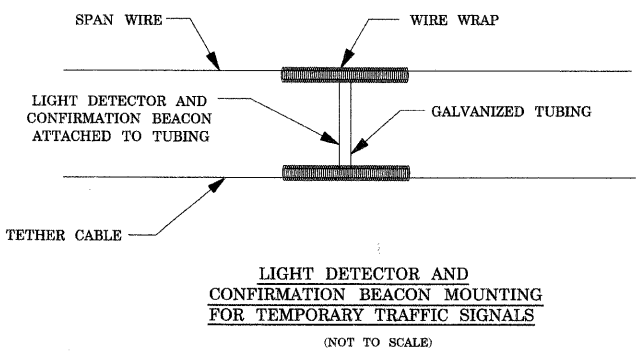 SPAN WIRE
WIRE WRAP
LIGHT DETECTOR AND
CONFIRMATION BEACON
ATTACHED TO TUBING
GALVANIZED TUBING
TETHER CABLE
LIGHT DETECTOR AND
CONFIRMATION BEACON MOUNTING
FOR TEMPORARY TRAFFIC SIGNALS
(NOT TO SCALE)